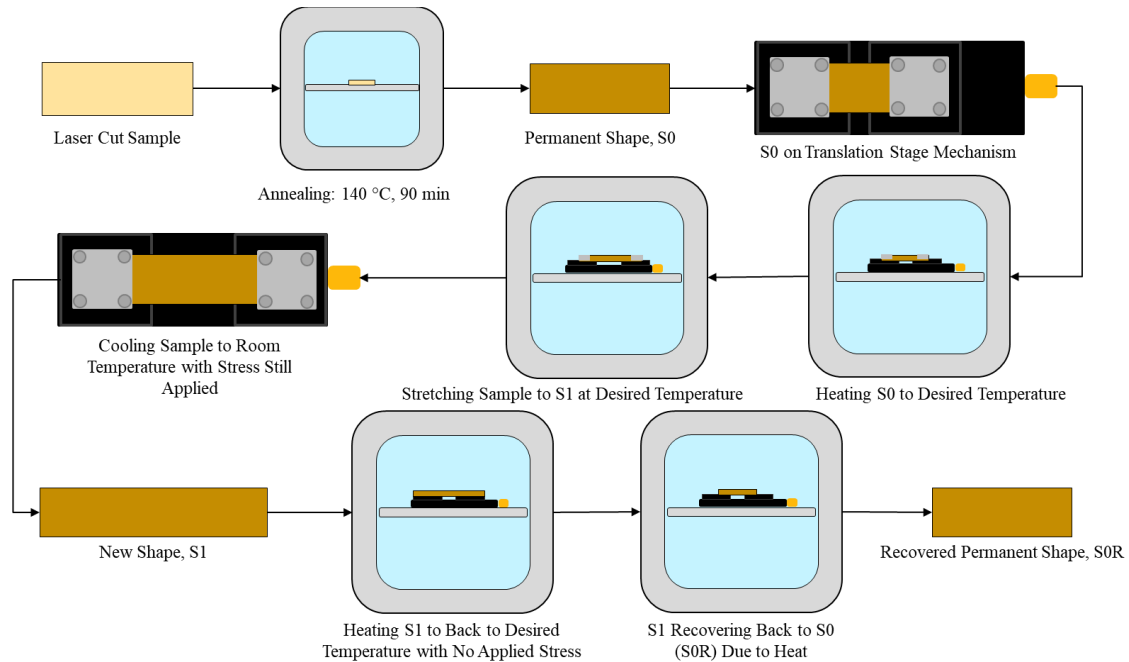 Laser Cut Sample
Annealing: 140 °C, 90 min
Permanent Shape, S0
S0 on Translation Stage Mechanism
Heating S0 to Desired Temperature
Stretching Sample to S1 at Desired Temperature
Cooling Sample to Room
Temperature with Stress Still
Applied
New Shape, S1
Heating S1 to Back to Desired
Temperature with No Applied Stress
S1 Recovering Back to S0
(S0R) Due to Heat
Recovered Permanent Shape, S0R